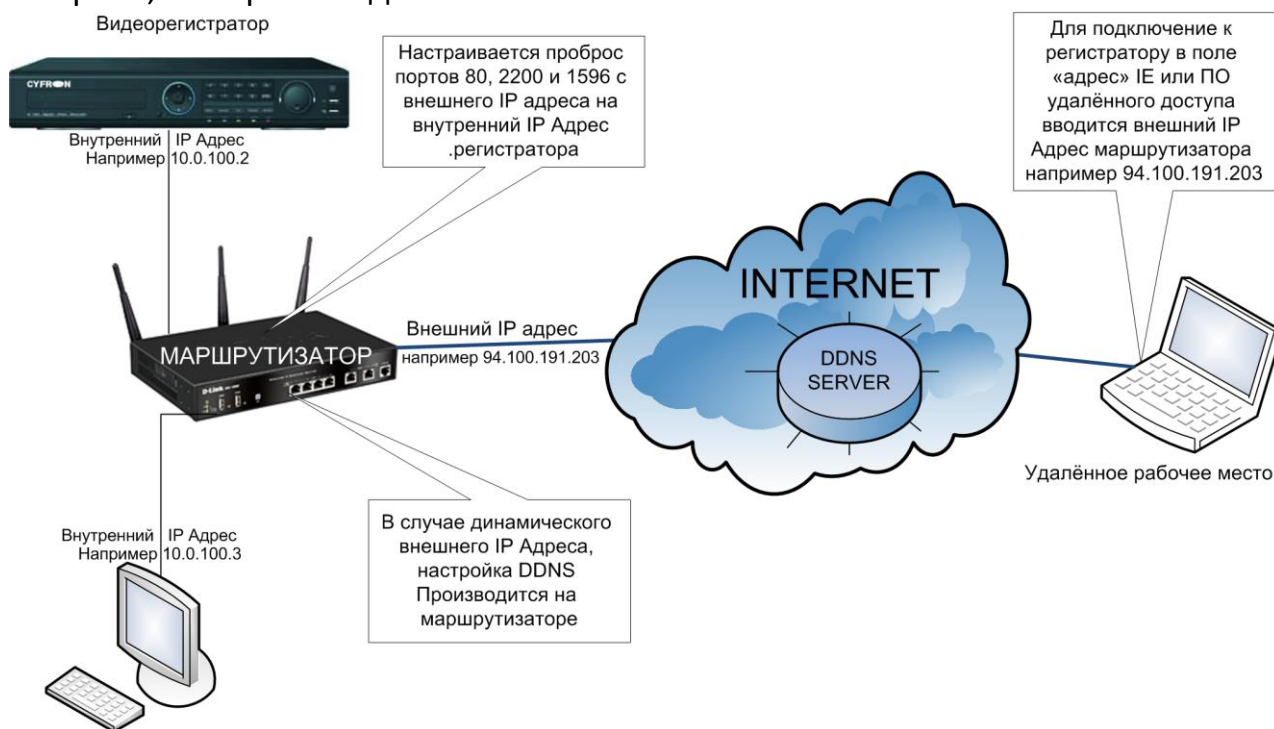 Видеорегистратор
CYFRON
Внутренний IP Адрес
Например 10.0.100.2
Настраивается проброс
портов 80, 2200 и 1596 с
внешнего IP адреса на
внутренний IP Адрес
.регистратора
Для подключение к
регистратору в поле
«адрес» IE или ПО
удалённого доступа
вводится внешний IP
Адрес маршрутизатора
например 94.100.191.203
МАРШРУТИЗАТОР
D-Link
Внешний IP адрес
например 94.100.191.203
INTERNET
DDNS
SERVER
Удалённое рабочее место
В случае динамического
внешнего IP Адреса,
настройка DDNS
Производится на
маршрутизаторе
Внутренний IP Адрес
Например 10.0.100.3